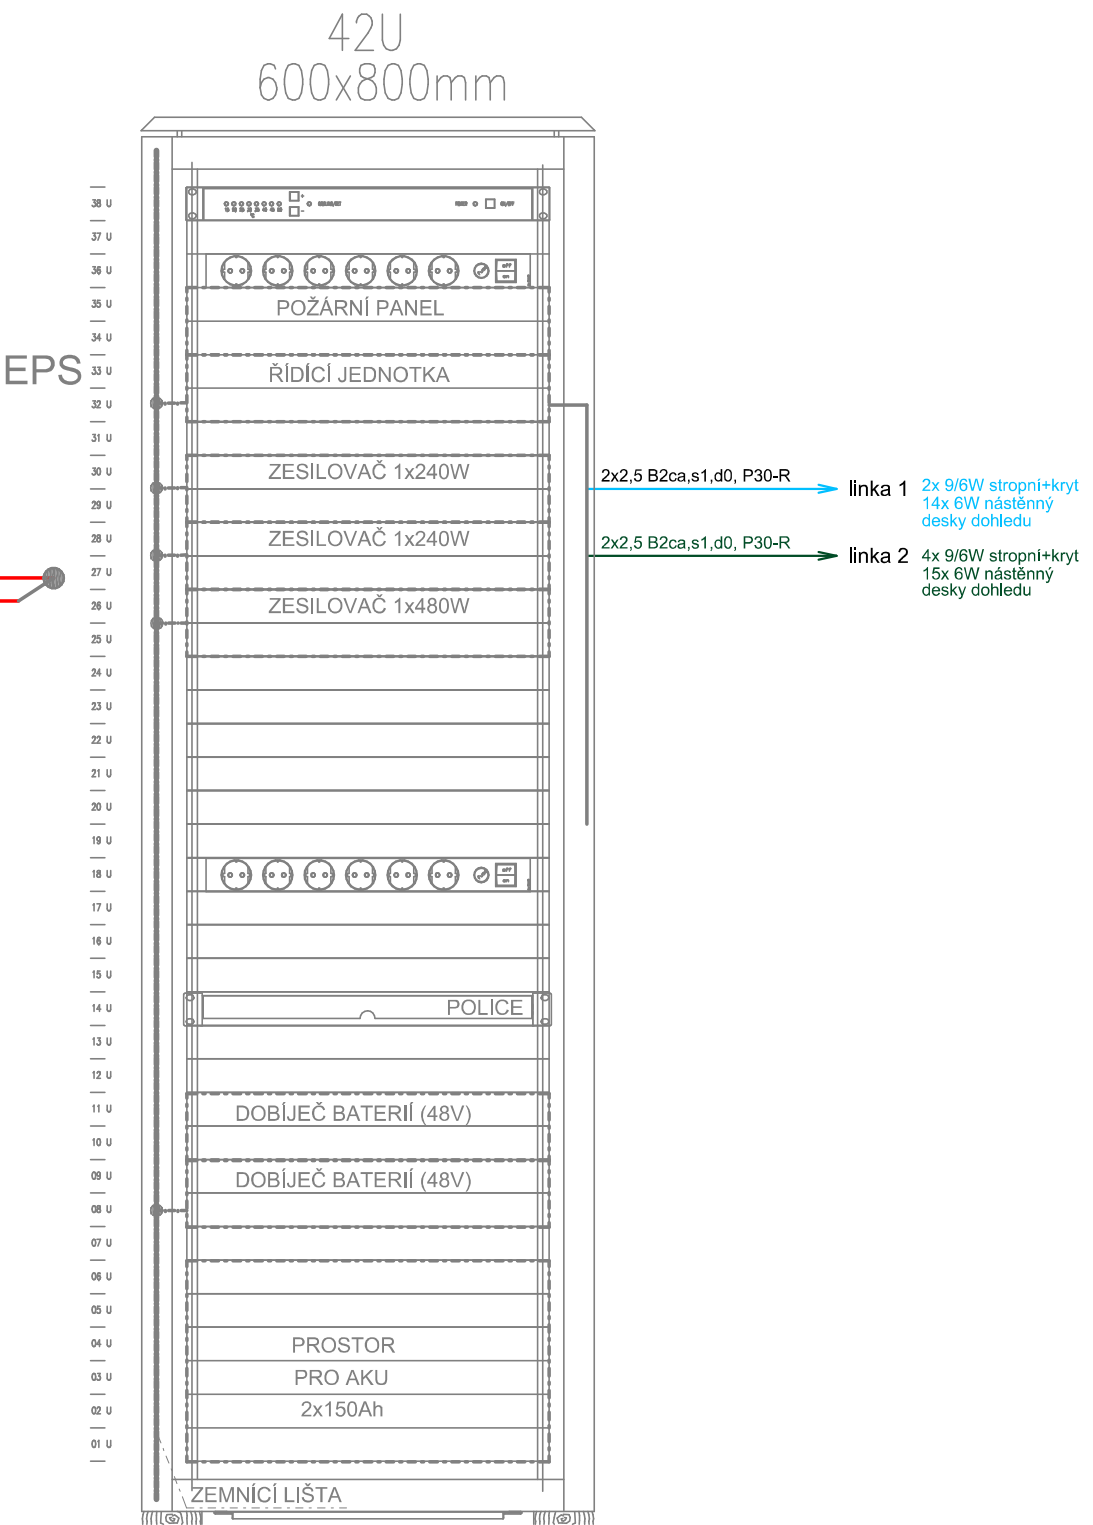 42U
600x800mm
38 U
37 U
36 U
OFF
ON
35 U
POŽÁRNÍ PANEL
34 U
EPS
33 U
ŘÍDÍCÍ JEDNOTKA
32 U
31 U
30 U
ZESILOVAČ 1x240W
2x2,5 B2ca,s1,d0, P30-R
linka 1
2x 9/6W stropní+kryt
14x 6W nástěnný
desky dohledu
29 U
28 U
ZESILOVAČ 1x240W
2x2,5 B2ca,s1,d0, P30-R
linka 2
4x 9/6W stropní+kryt
15x 6W nástěnný
desky dohledu
27 U
26 U
ZESILOVAČ 1x480W
25 U
24 U
23 U
22 U
21 U
20 U
19 U
18 U
OFF
ON
17 U
16 U
15 U
14 U
POLICE
13 U
12 U
11 U
DOBÍJEČ BATERIÍ (48V)
10 U
09 U
DOBÍJEČ BATERIÍ (48V)
08 U
07 U
06 U
05 U
04 U
PROSTOR
03 U
PRO AKU
02 U
2x150Ah
01 U
ZEMNÍCÍ LIŠTA